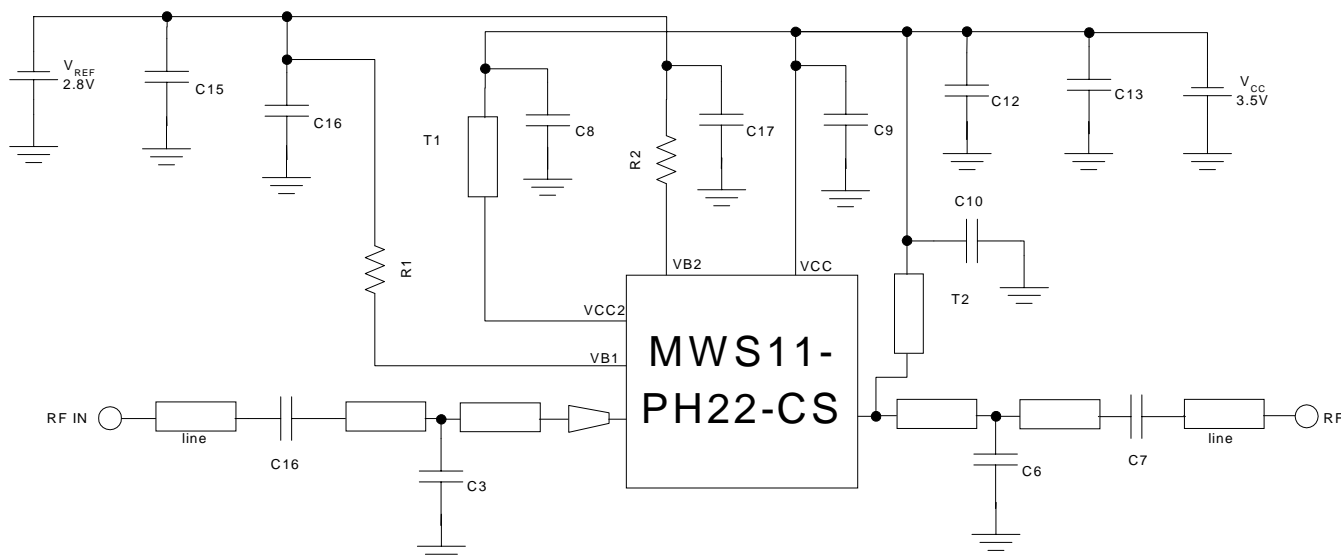 VREF
2.8V
C15
C16
T1
C8
R2
C17
C9
C12
C13
VCC
3.5V
C10
R1
VB2
VCC
T2
VCC2
VB1
MWS11-
PH22-CS
RF IN
line
C16
C3
C6
C7
line
RF